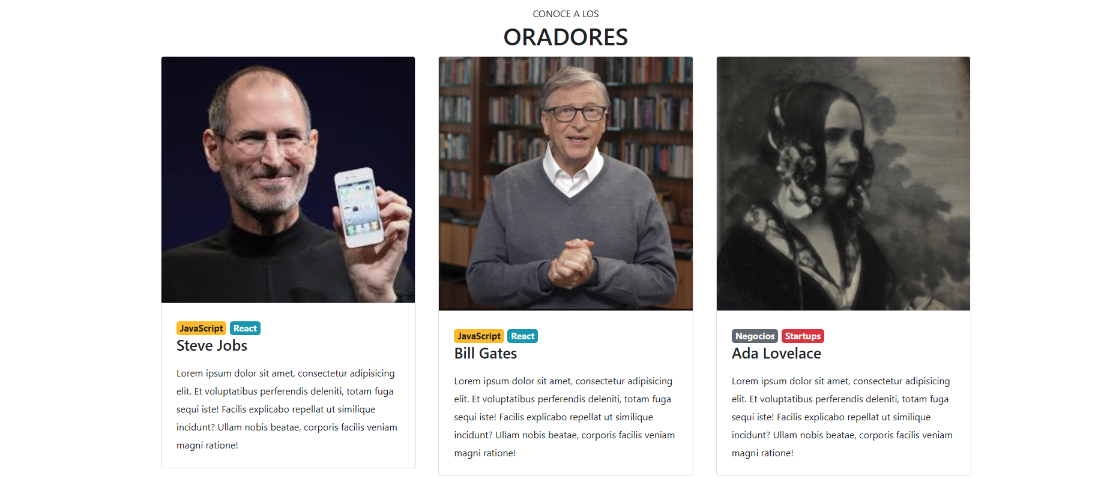 CONOCE A LOS
ORADORES
JavaScript React
Steve Jobs
Lorem ipsum dolor sit amet, consectetur adipisicing
elit. Et voluptatibus perferendis deleniti, totam fuga
sequi iste! Facilis explicabo repellat ut similique
incidunt? Ullam nobis beatae, corporis facilis veniam
magni ratione!
JavaScript React
Bill Gates
Lorem ipsum dolor sit amet, consectetur adipisicing
elit. Et voluptatibus perferendis deleniti, totam fuga
sequi iste! Facilis explicabo repellat ut similique
incidunt? Ullam nobis beatae, corporis facilis veniam
magni ratione!
Negocios Startups
Ada Lovelace
Lorem ipsum dolor sit amet, consectetur adipisicing
elit. Et voluptatibus perferendis deleniti, totam fuga
sequi iste! Facilis explicabo repellat ut similique
incidunt? Ullam nobis beatae, corporis facilis veniam
magni ratione!